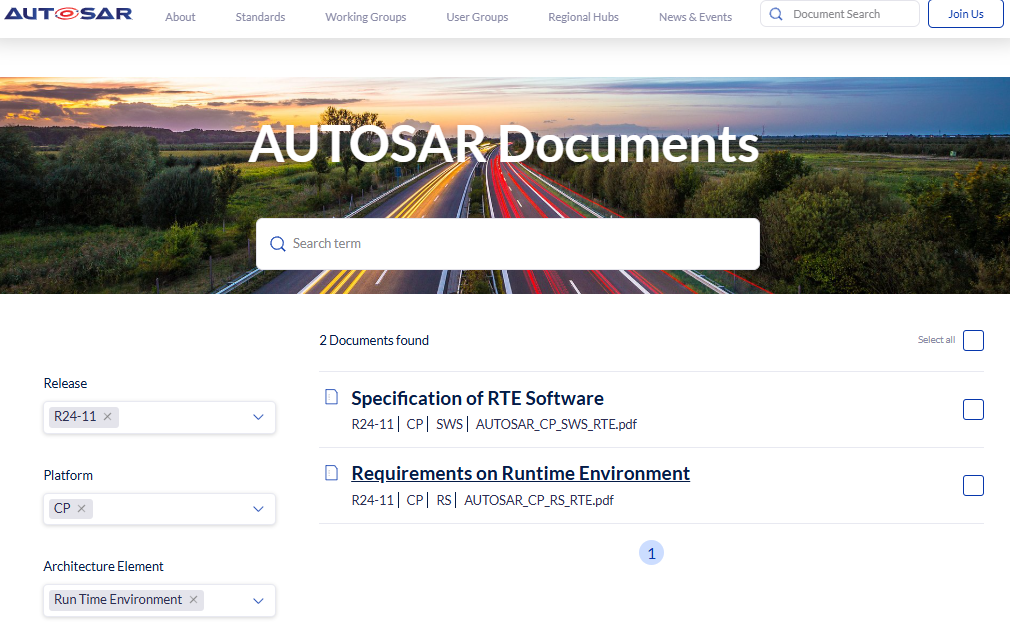 AUTOSAR
About
Standards
Working Groups
User Groups
Regional Hubs
News & Events
Document Search
Join Us
AUTOSAR Documents
Search term
2 Documents found
Select all
Release
R24-11 ×
Platform
CP ×
Architecture Element
Run Time Environment ×
Specification of RTE Software
R24-11 | CP | SWS | AUTOSAR_CP_SWS_RTE.pdf
Requirements on Runtime Environment
R24-11 | CP | RS | AUTOSAR_CP_RS_RTE.pdf
1